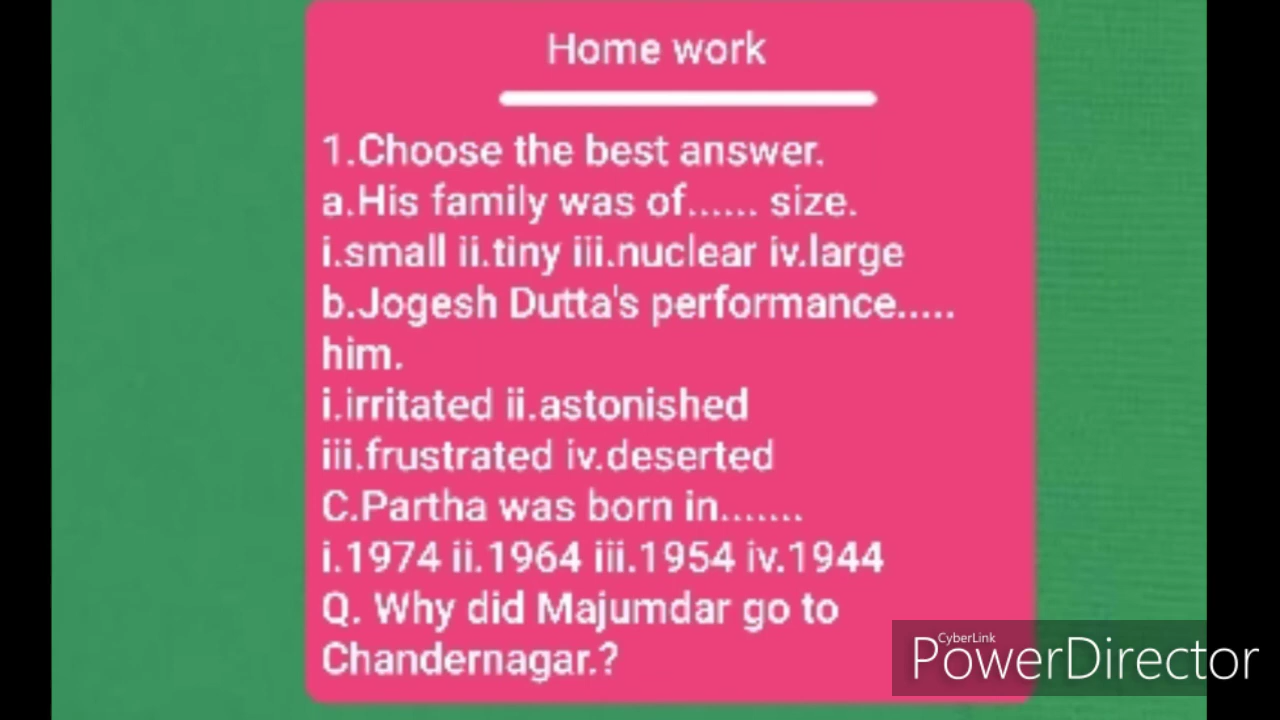 Home work
1.Choose the best answer.
a.His family was of...... size.
i.small ii.tiny iii.nuclear iv.large
b.Jogesh Dutta's performance.....
him.
i.irritated ii.astonished
iii.frustrated iv.deserted
C.Partha was born in.......
i.1974 ii.1964 iii.1954 iv.1944
Q. Why did Majumdar go to
Chandernagar.?
CyberLink
PowerDirector